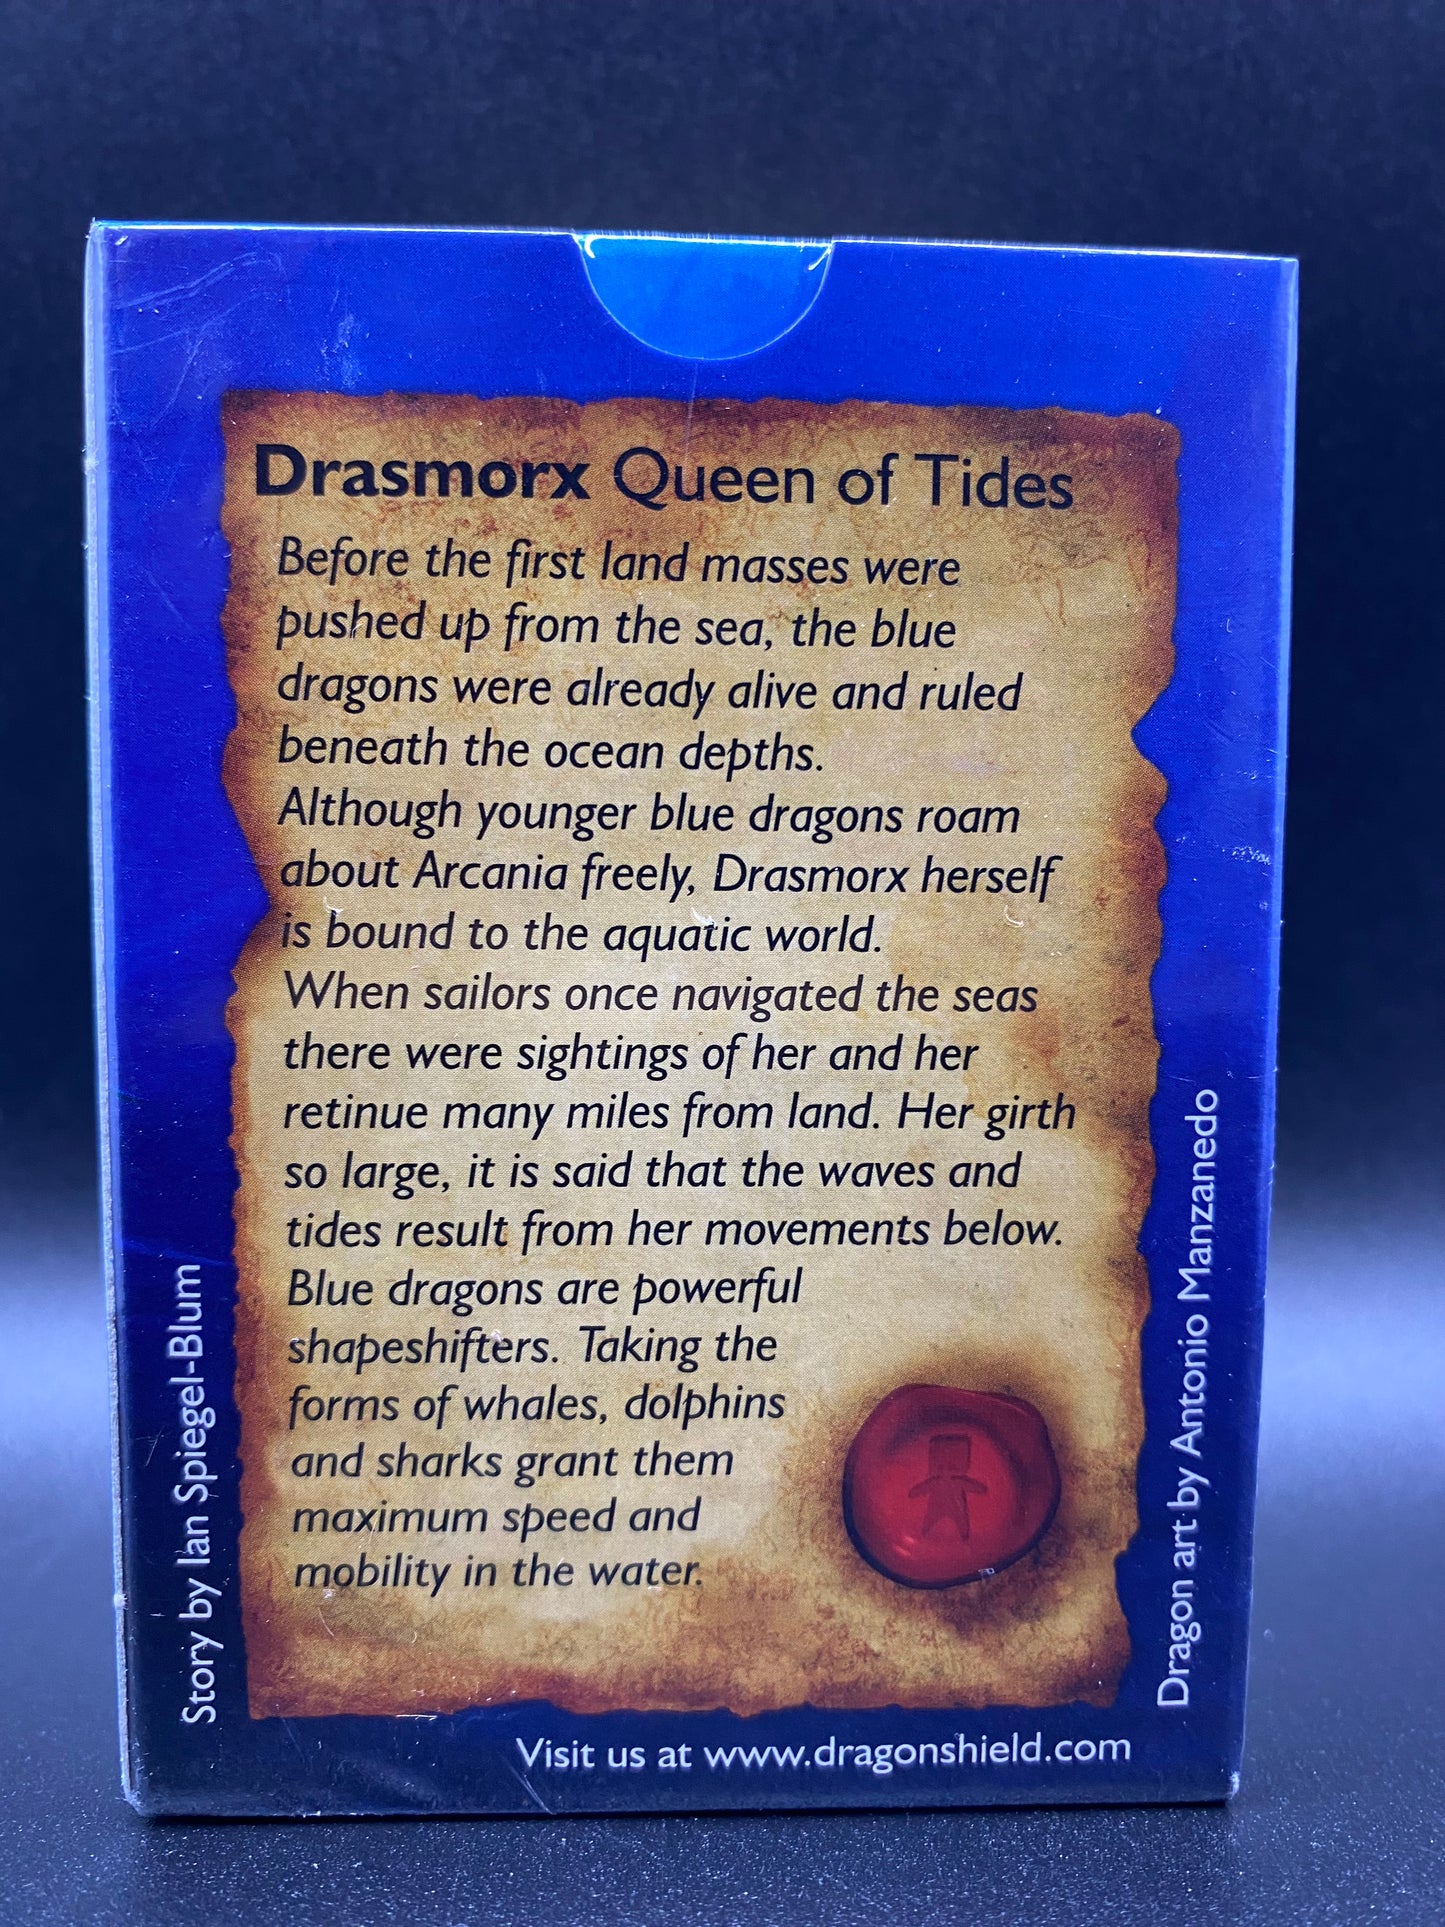 Drasmorx Queen of Tides
Before the first land masses were
pushed up from the sea, the blue
dragons were already alive and ruled
beneath the ocean depths.
Although younger blue dragons roam
about Arcania freely, Drasmorx herself
is bound to the aquatic world.
When sailors once navigated the seas
there were sightings of her and her
retinue many miles from land. Her girth
so large, it is said that the waves and
tides result from her movements below.
Blue dragons are powerful
shapeshifters. Taking the
forms of whales, dolphins
and sharks grant them
maximum speed and
mobility in the water.
Story by Ian Spiegel-Blum
Dragon art by Antonio Manzanedo
Visit us at www.dragonshield.com